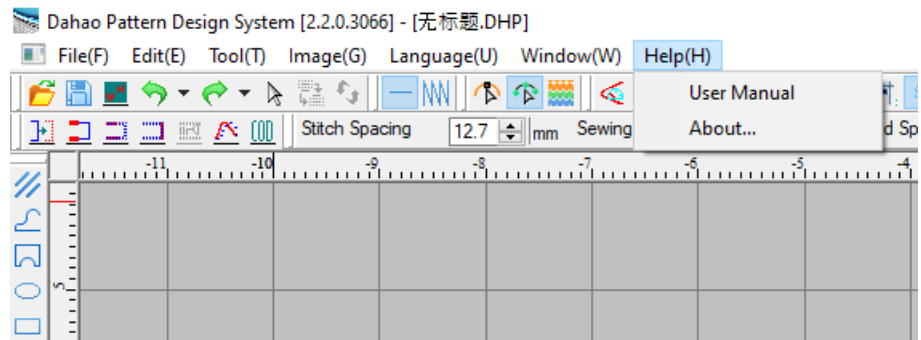 Dahao Pattern Design System [2.2.0.3066] - [无标题.DHP]
File(F) Edit(E) Tool(T) Image(G) Language(U) Window(W) Help(H)
User Manual
Stitch Spacing 12.7 mm Sewing About... d Sp
-11 -10 -9 -8 -7 -6 -5 -4
5